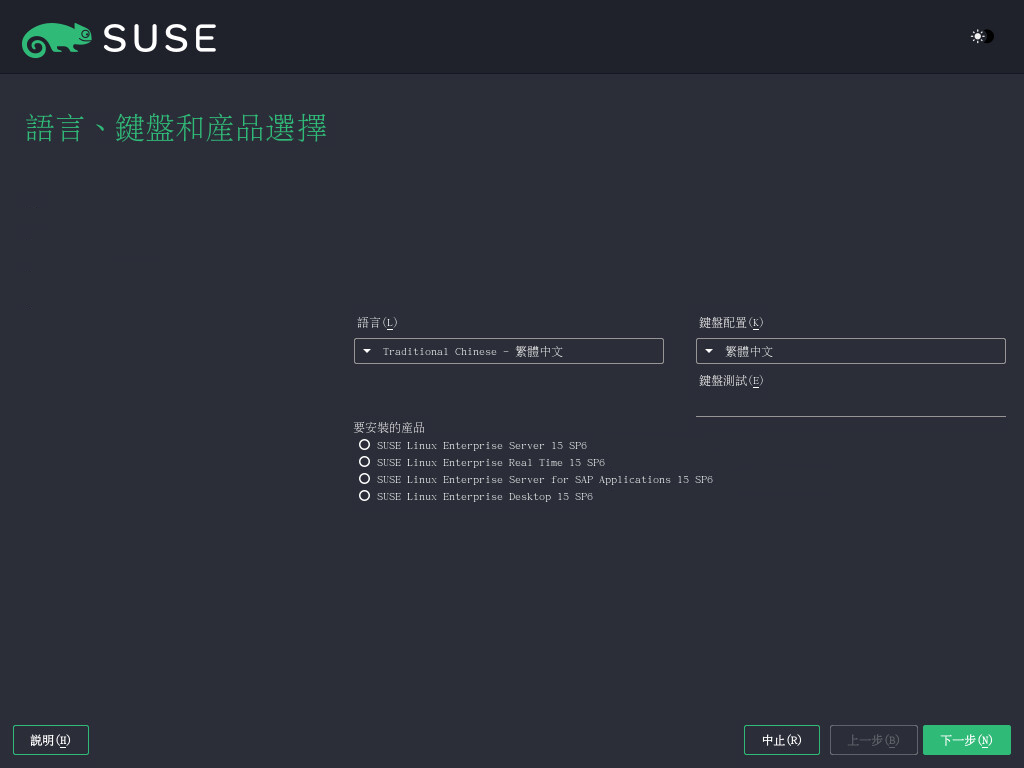 SUSE
語言、鍵盤和產品選擇
語言(L)
鍵盤配置(K)
Traditional Chinese - 繁體中文
繁體中文
鍵盤測試(E)
要安裝的產品
SUSE Linux Enterprise Server 15 SP6
SUSE Linux Enterprise Real Time 15 SP6
SUSE Linux Enterprise Server for SAP Applications 15 SP6
SUSE Linux Enterprise Desktop 15 SP6
說明(H)
中止(R)
上一步(B)
下一步(N)